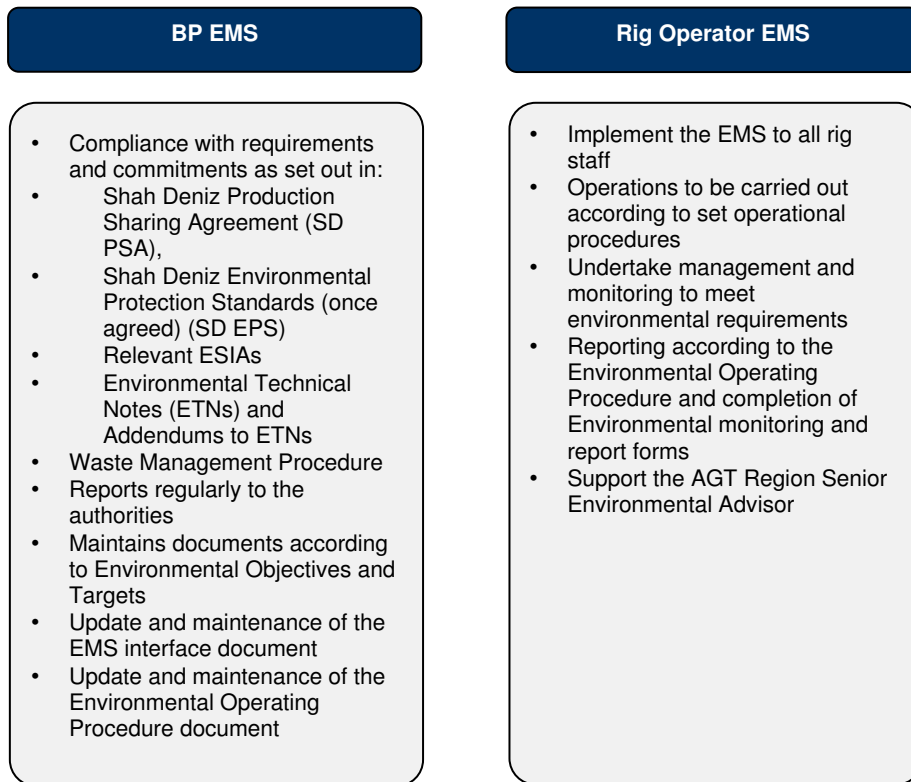 BP EMS
• Compliance with requirements
and commitments as set out in:
• Shah Deniz Production
Sharing Agreement (SD
PSA),
• Shah Deniz Environmental
Protection Standards (once
agreed) (SD EPS)
• Relevant ESIAs
• Environmental Technical
Notes (ETNs) and
Addendums to ETNs
• Waste Management Procedure
• Reports regularly to the
authorities
• Maintains documents according
to Environmental Objectives and
Targets
• Update and maintenance of the
EMS interface document
• Update and maintenance of the
Environmental Operating
Procedure document
Rig Operator EMS
• Implement the EMS to all rig
staff
• Operations to be carried out
according to set operational
procedures
• Undertake management and
monitoring to meet
environmental requirements
• Reporting according to the
Environmental Operating
Procedure and completion of
Environmental monitoring and
report forms
• Support the AGT Region Senior
Environmental Advisor